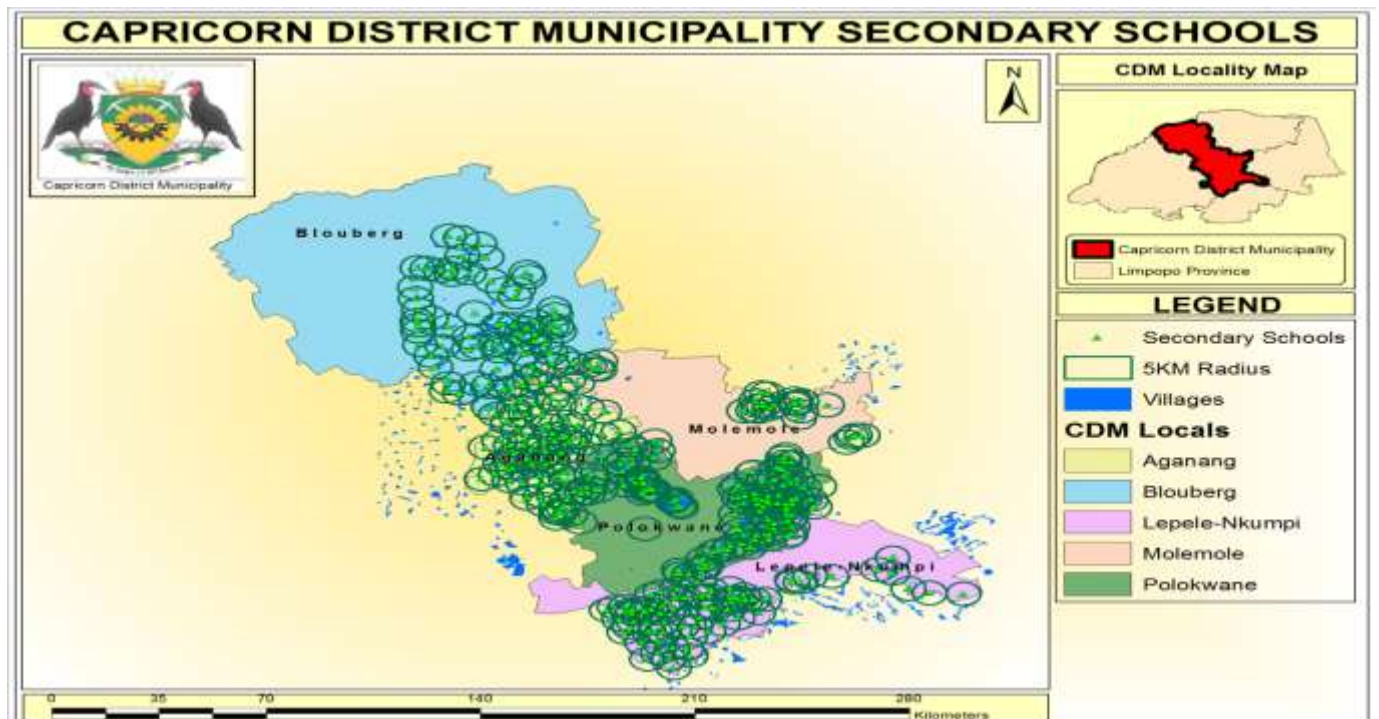 CAPRICORN DISTRICT MUNICIPALITY SECONDARY SCHOOLS
Capricorn District Municipality
N
Blouberg
Molemole
Aganang
Polokwane
Lepele-Nkumpi
0 35 70 140 210 280
Kilometers
CDM Locality Map
Capricorn District Municipality
Limpopo Province
LEGEND
Secondary Schools
5KM Radius
Villages
CDM Locals
Aganang
Blouberg
Lepele-Nkumpi
Molemole
Polokwane